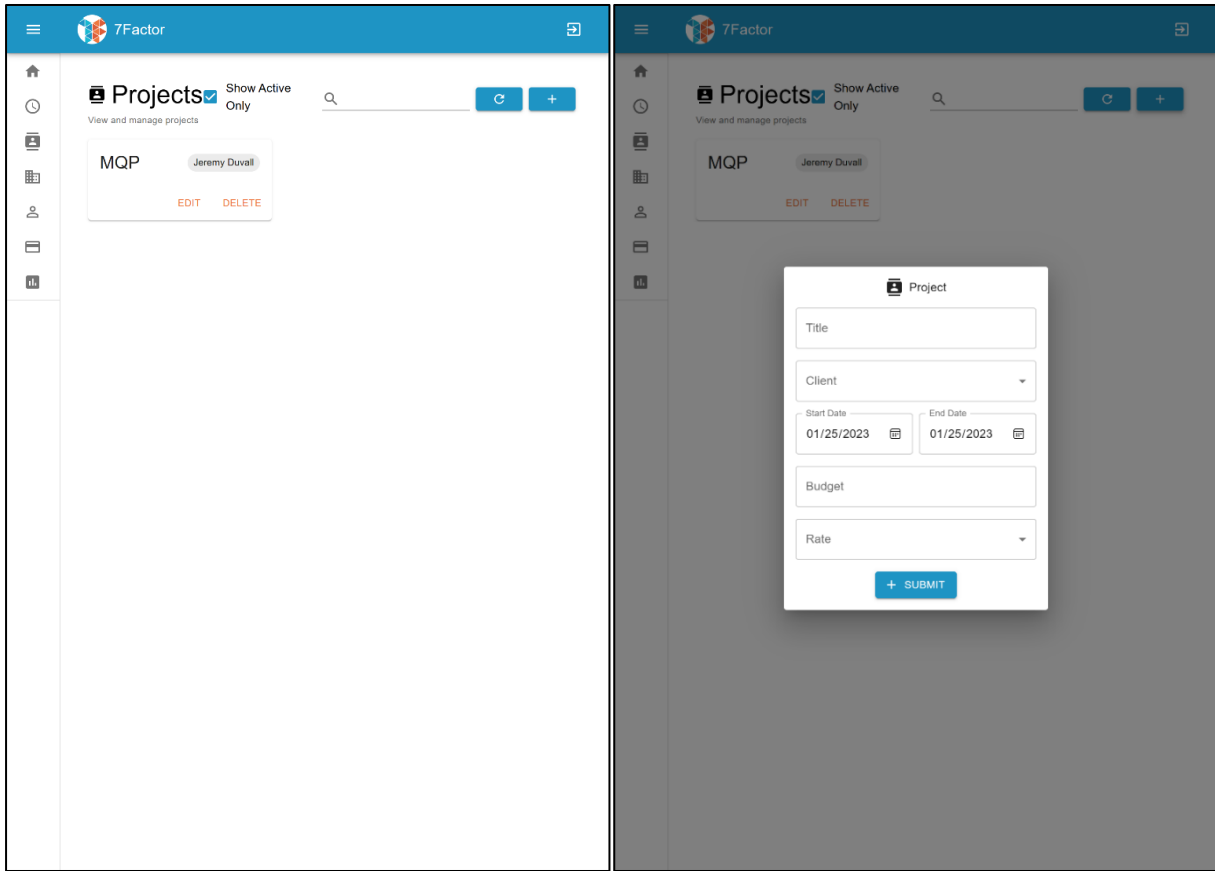 7Factor
Projects
Show Active
Only
View and manage projects
MQP
Jeremy Duvall
EDIT DELETE
7Factor
Projects
Show Active
Only
View and manage projects
MQP
Jeremy Duvall
EDIT DELETE
Project
Title
Client
Start Date End Date
01/25/2023 01/25/2023
Budget
Rate
+ SUBMIT